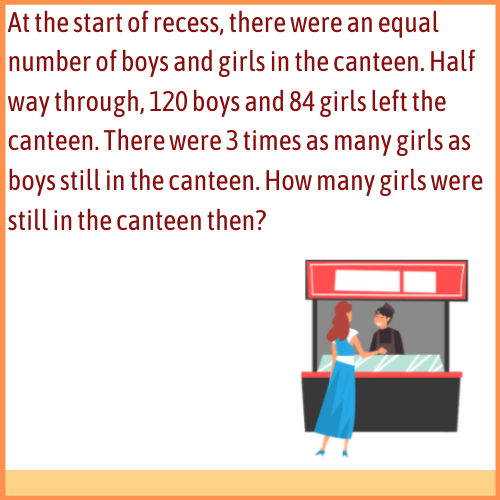 At the start of recess, there were an equal
number of boys and girls in the canteen. Half
way through, 120 boys and 84 girls left the
canteen. There were 3 times as many girls as
boys still in the canteen. How many girls were
still in the canteen then?